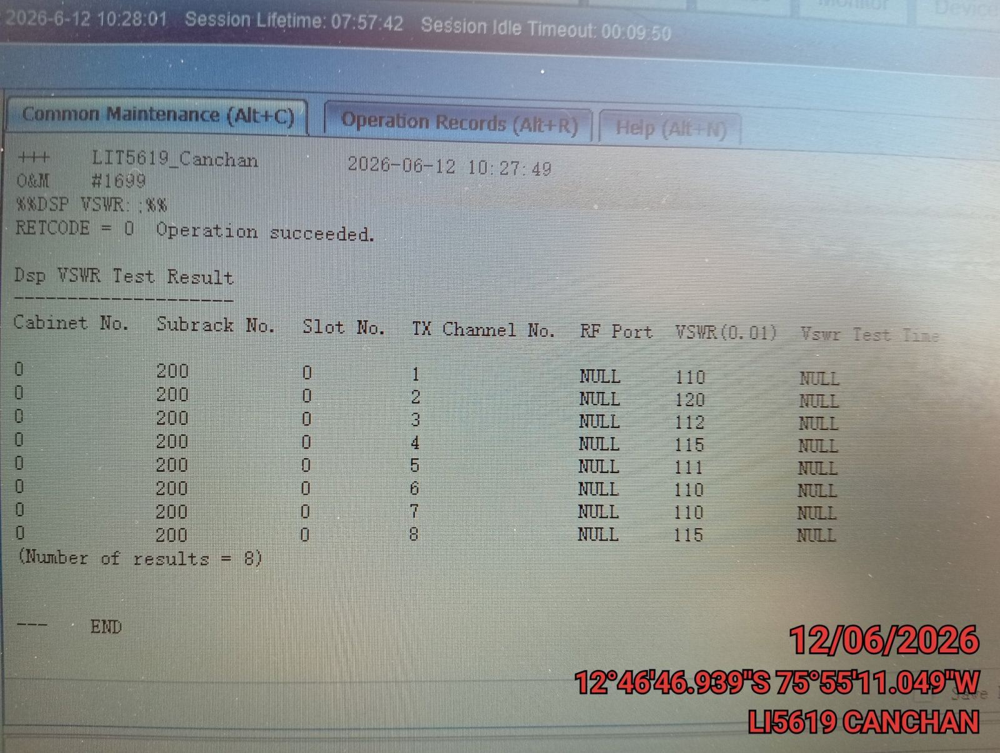 Monitor Device
2026-6-12 10:28:01 Session Lifetime: 07:57:42 Session Idle Timeout: 00:09:50
Common Maintenance (Alt+C) Operation Records (Alt+R) Help (Alt+N)
+++ LIT5619_Canchan 2026-06-12 10:27:49
O&M #1699
%%DSP VSWR:;%%
RETCODE = 0 Operation succeeded.
Dsp VSWR Test Result
--------------------
Cabinet No. Subrack No. Slot No. TX Channel No. RF Port VSWR(0.01) Vswr Test Time
0 200 0 1 NULL 110 NULL
0 200 0 2 NULL 120 NULL
0 200 0 3 NULL 112 NULL
0 200 0 4 NULL 115 NULL
0 200 0 5 NULL 111 NULL
0 200 0 6 NULL 110 NULL
0 200 0 7 NULL 110 NULL
0 200 0 8 NULL 115 NULL
(Number of results = 8)
--- END
12/06/2026
12°46'46.939"S 75°55'11.049"W
Save
LI5619 CANCHAN